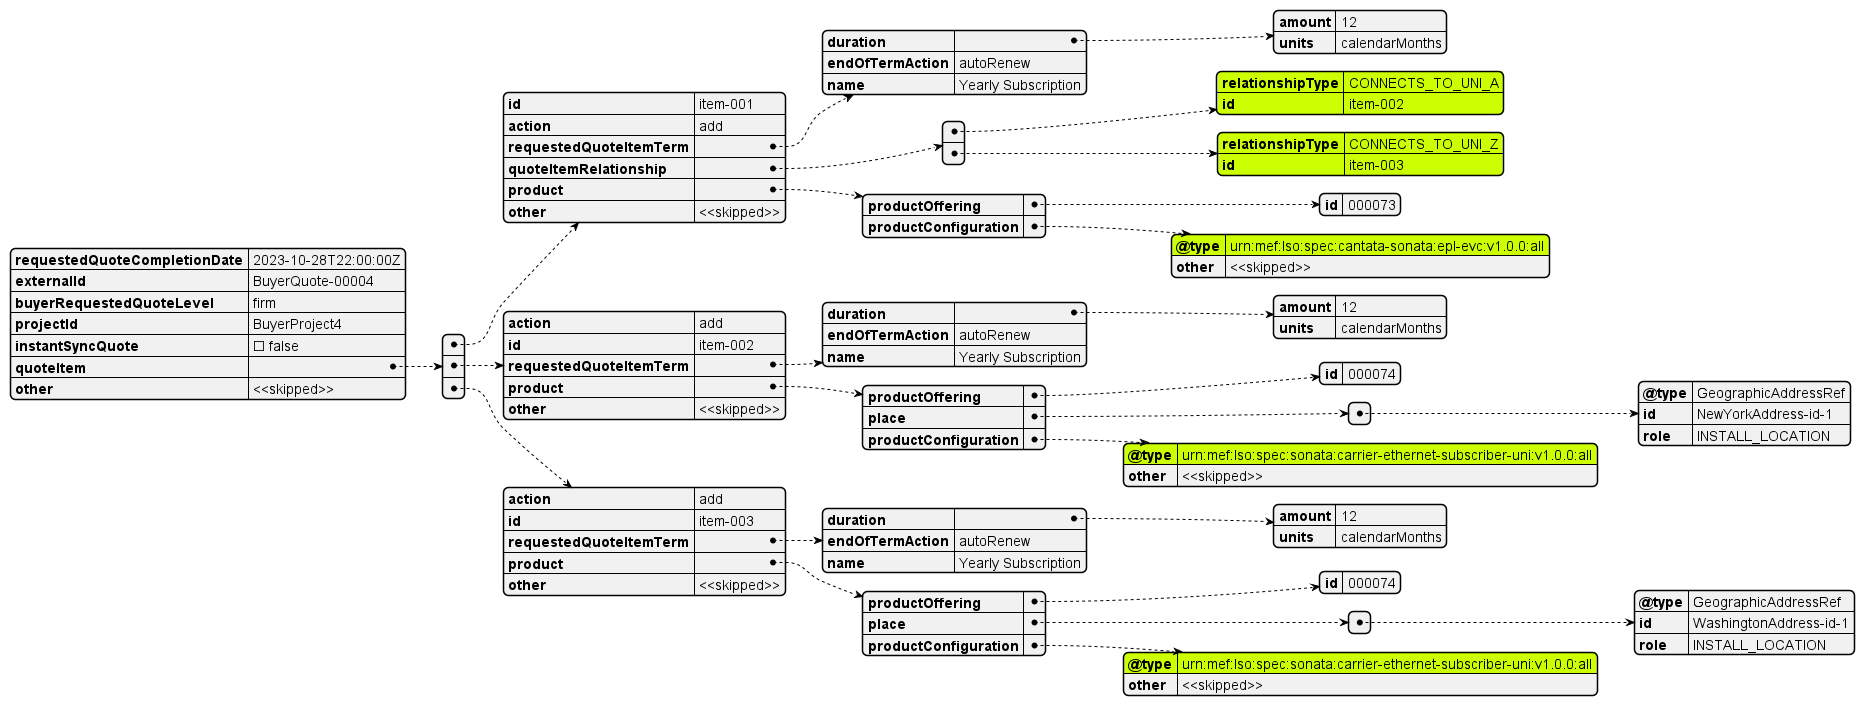 requestedQuoteCompletionDate 2023-10-28T22:00:00Z
externalId BuyerQuote-00004
buyerRequestedQuoteLevel firm
projectId BuyerProject4
instantSyncQuote ☐ false
quoteItem
other <<skipped>>
id item-001
action add
requestedQuoteItemTerm
quoteItemRelationship
product
other <<skipped>>
duration
endOfTermAction autoRenew
name Yearly Subscription
amount 12
units calendarMonths
relationshipType CONNECTS_TO_UNI_A
id item-002
relationshipType CONNECTS_TO_UNI_Z
id item-003
productOffering
productConfiguration
id 000073
@type urn:mef:lso:spec:cantata-sonata:epl-evc:v1.0.0:all
other <<skipped>>
action add
id item-002
requestedQuoteItemTerm
product
other <<skipped>>
duration
endOfTermAction autoRenew
name Yearly Subscription
amount 12
units calendarMonths
productOffering
place
productConfiguration
id 000074
@type GeographicAddressRef
id NewYorkAddress-id-1
role INSTALL_LOCATION
@type urn:mef:lso:spec:sonata:carrier-ethernet-subscriber-uni:v1.0.0:all
other <<skipped>>
action add
id item-003
requestedQuoteItemTerm
product
other <<skipped>>
duration
endOfTermAction autoRenew
name Yearly Subscription
amount 12
units calendarMonths
productOffering
place
productConfiguration
id 000074
@type GeographicAddressRef
id WashingtonAddress-id-1
role INSTALL_LOCATION
@type urn:mef:lso:spec:sonata:carrier-ethernet-subscriber-uni:v1.0.0:all
other <<skipped>>